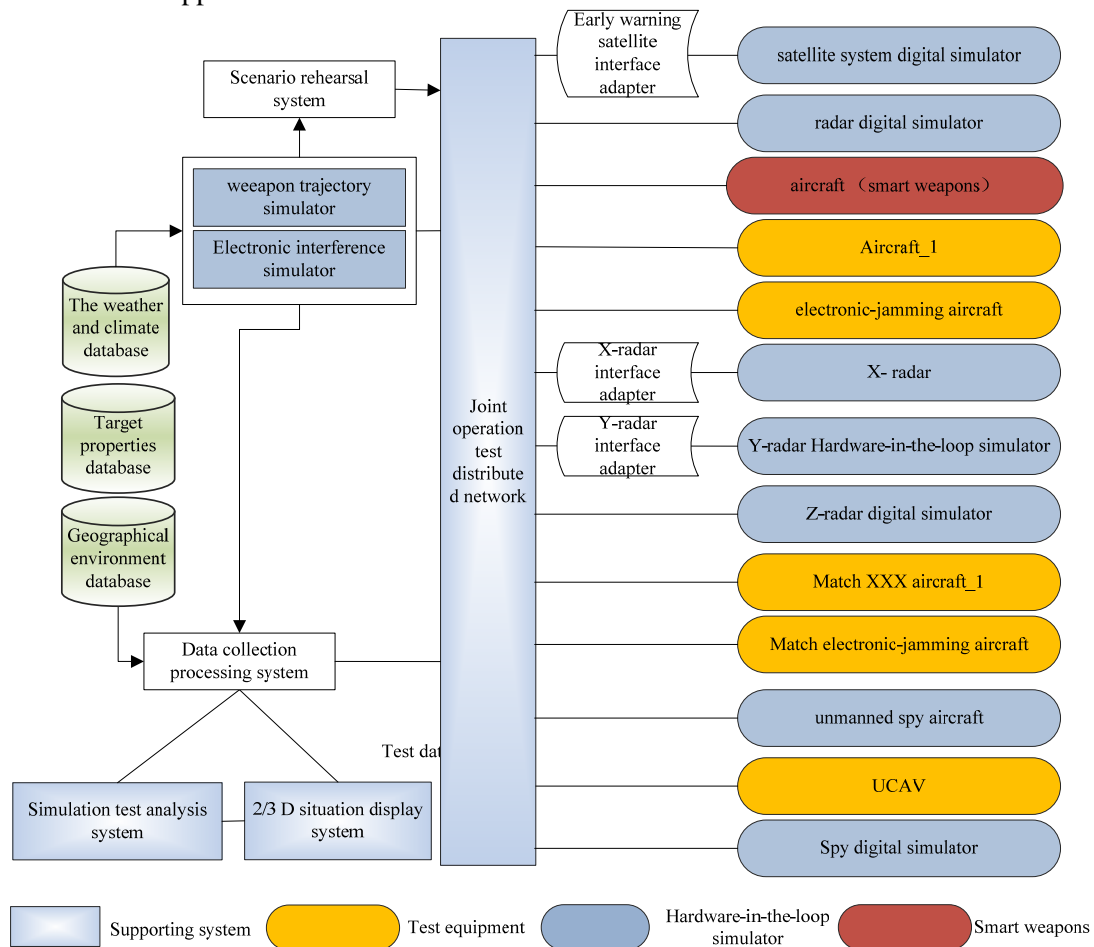 Early warning
satellite
interface
adapter
satellite system digital simulator
Scenario rehearsal
system
radar digital simulator
weeapon trajectory
simulator
aircraft （smart weapons）
Electronic interference
simulator
Aircraft_1
The weather
and climate
database
electronic-jamming aircraft
X-radar
interface
adapter
X- radar
Target
properties
database
Joint
operation
test
distribute
d network
Y-radar
interface
adapter
Y-radar Hardware-in-the-loop simulator
Geographical
environment
database
Z-radar digital simulator
Match XXX aircraft_1
Data collection
processing system
Match electronic-jamming aircraft
unmanned spy aircraft
Test dat
Simulation test analysis
system
2/3 D situation display
system
UCAV
Spy digital simulator
Supporting system
Test equipment
Hardware-in-the-loop
simulator
Smart weapons